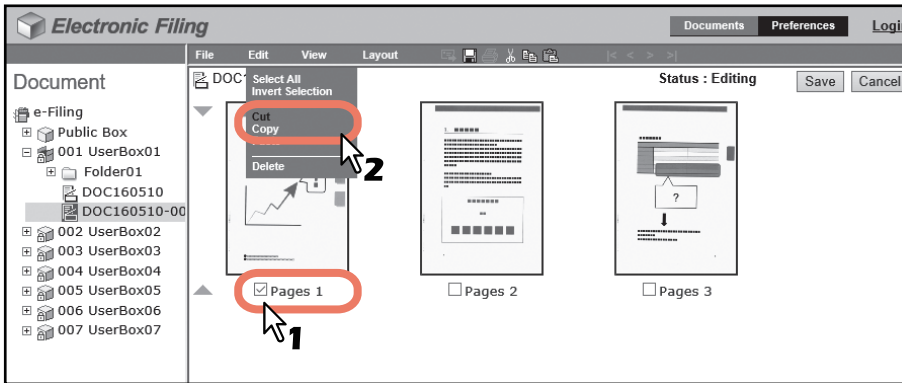 Electronic Filing
Documents Preferences Login
File Edit View Layout |< < > >|
Document
DOC1
Status : Editing
Save Cancel
Select All
Invert Selection
Cut
Copy
Delete
e-Filing
Public Box
001 UserBox01
Folder01
DOC160510
DOC160510-00
002 UserBox02
003 UserBox03
004 UserBox04
005 UserBox05
006 UserBox06
007 UserBox07
2
?
Pages 1
Pages 2
Pages 3
1